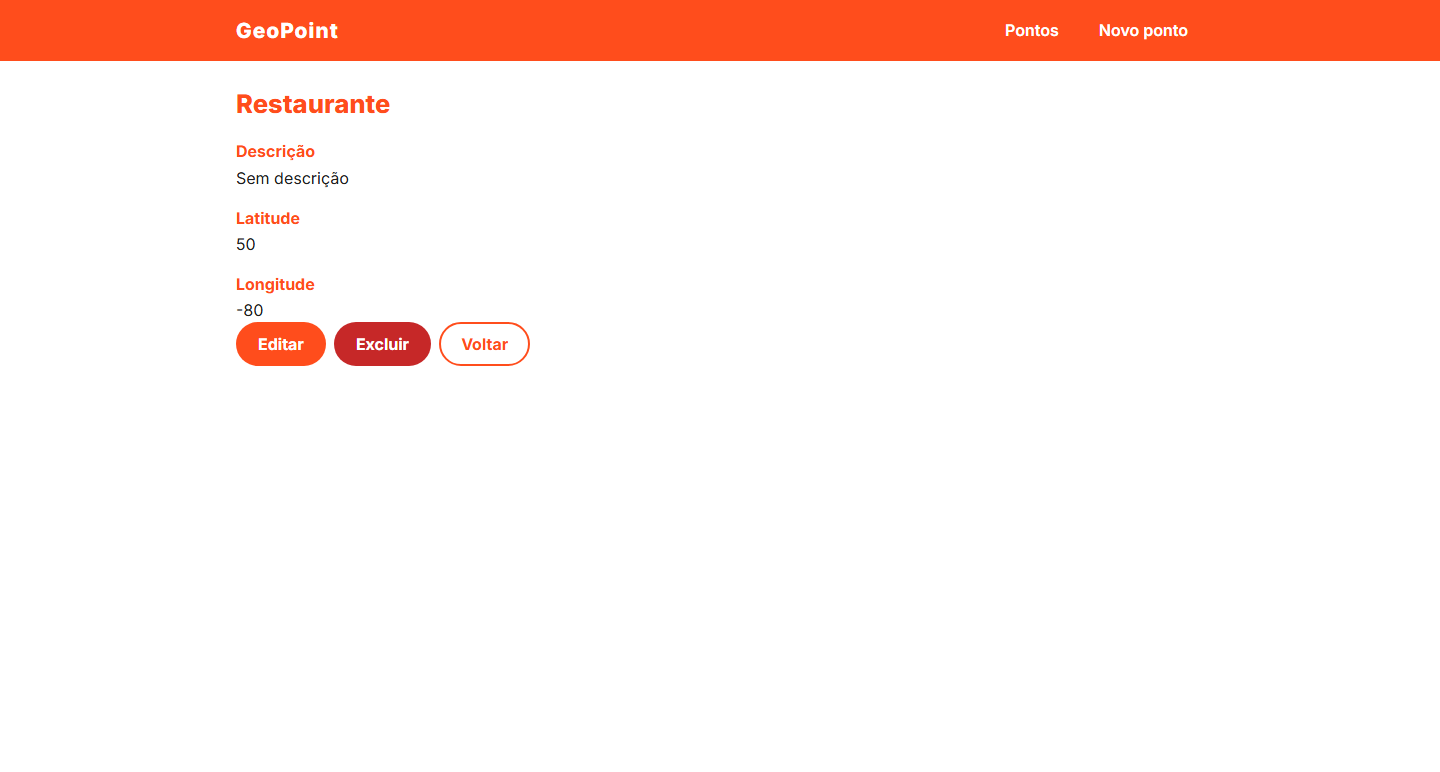 GeoPoint Pontos Novo ponto
Restaurante
Descrição
Sem descrição
Latitude
50
Longitude
-80
Editar Excluir Voltar